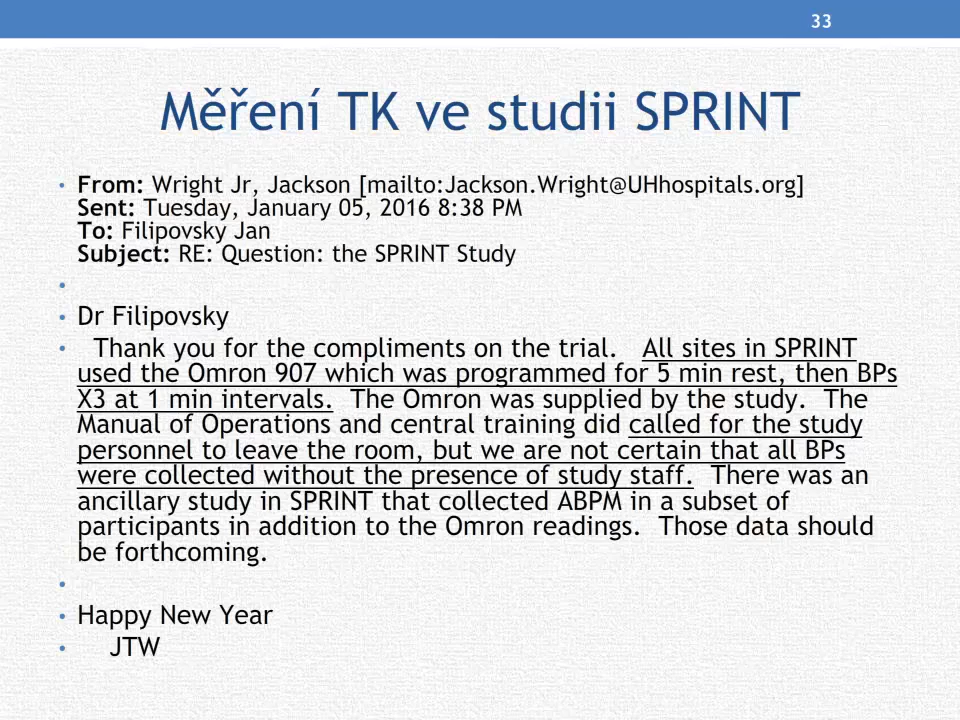 33
Měření TK ve studii SPRINT
• From: Wright Jr, Jackson [mailto:Jackson.Wright@UHhospitals.org]
Sent: Tuesday, January 05, 2016 8:38 PM
To: Filipovsky Jan
Subject: RE: Question: the SPRINT Study
•
• Dr Filipovsky
• Thank you for the compliments on the trial. All sites in SPRINT
used the Omron 907 which was programmed for 5 min rest, then BPs
X3 at 1 min intervals. The Omron was supplied by the study. The
Manual of Operations and central training did called for the study
personnel to leave the room, but we are not certain that all BPs
were collected without the presence of study staff. There was an
ancillary study in SPRINT that collected ABPM in a subset of
participants in addition to the Omron readings. Those data should
be forthcoming.
•
• Happy New Year
• JTW